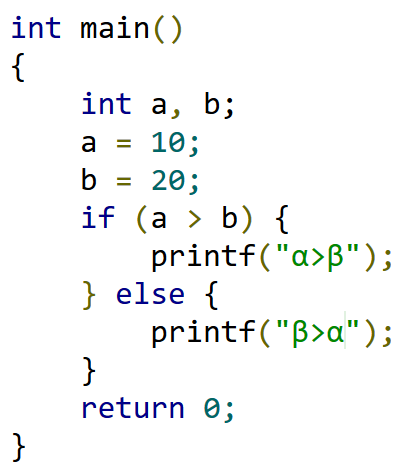 int main()
{
    int a, b;
    a = 10;
    b = 20;
    if (a > b) {
        printf("α>β");
    } else {
        printf("β>α");
    }
    return 0;
}